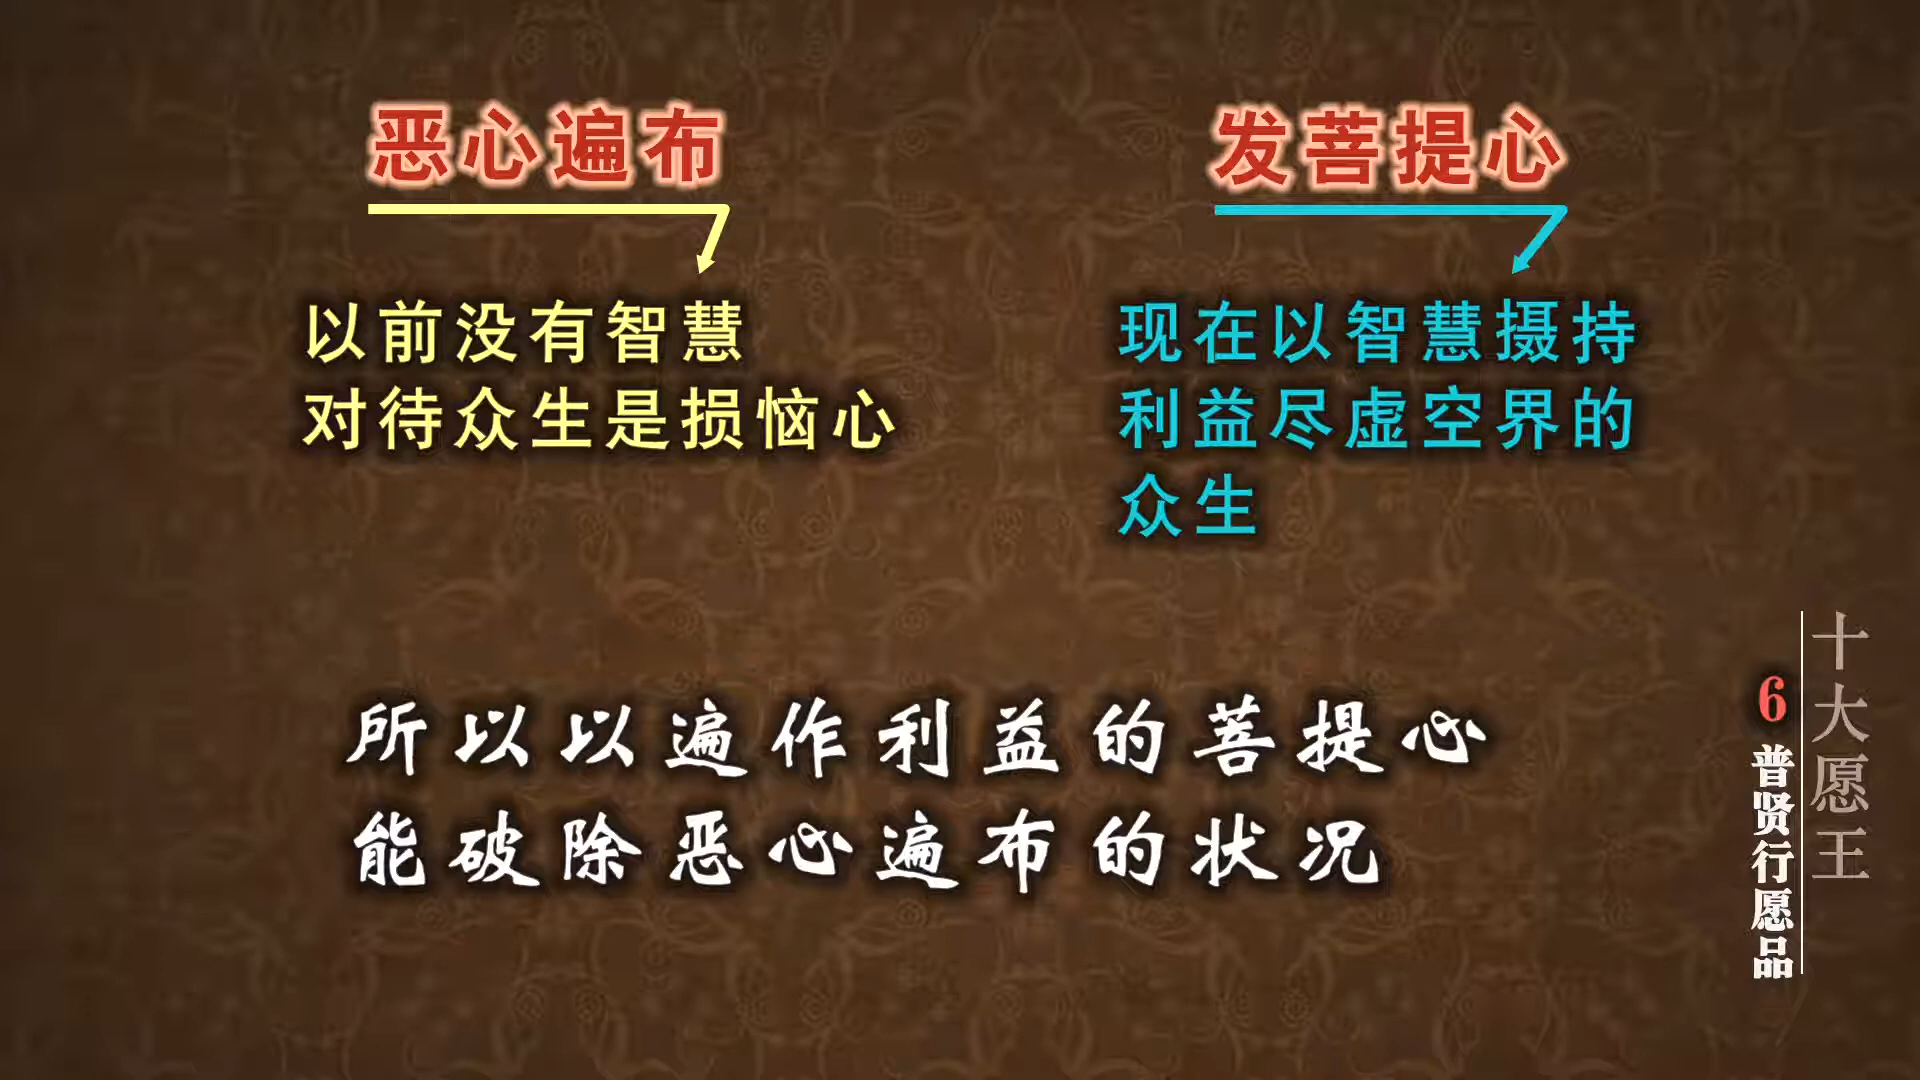 恶心遍布
以前没有智慧
对待众生是损恼心
发菩提心
现在以智慧摄持
利益尽虚空界的
众生
所以以遍作利益的菩提心
能破除恶心遍布的状况
十大愿王
6 普贤行愿品